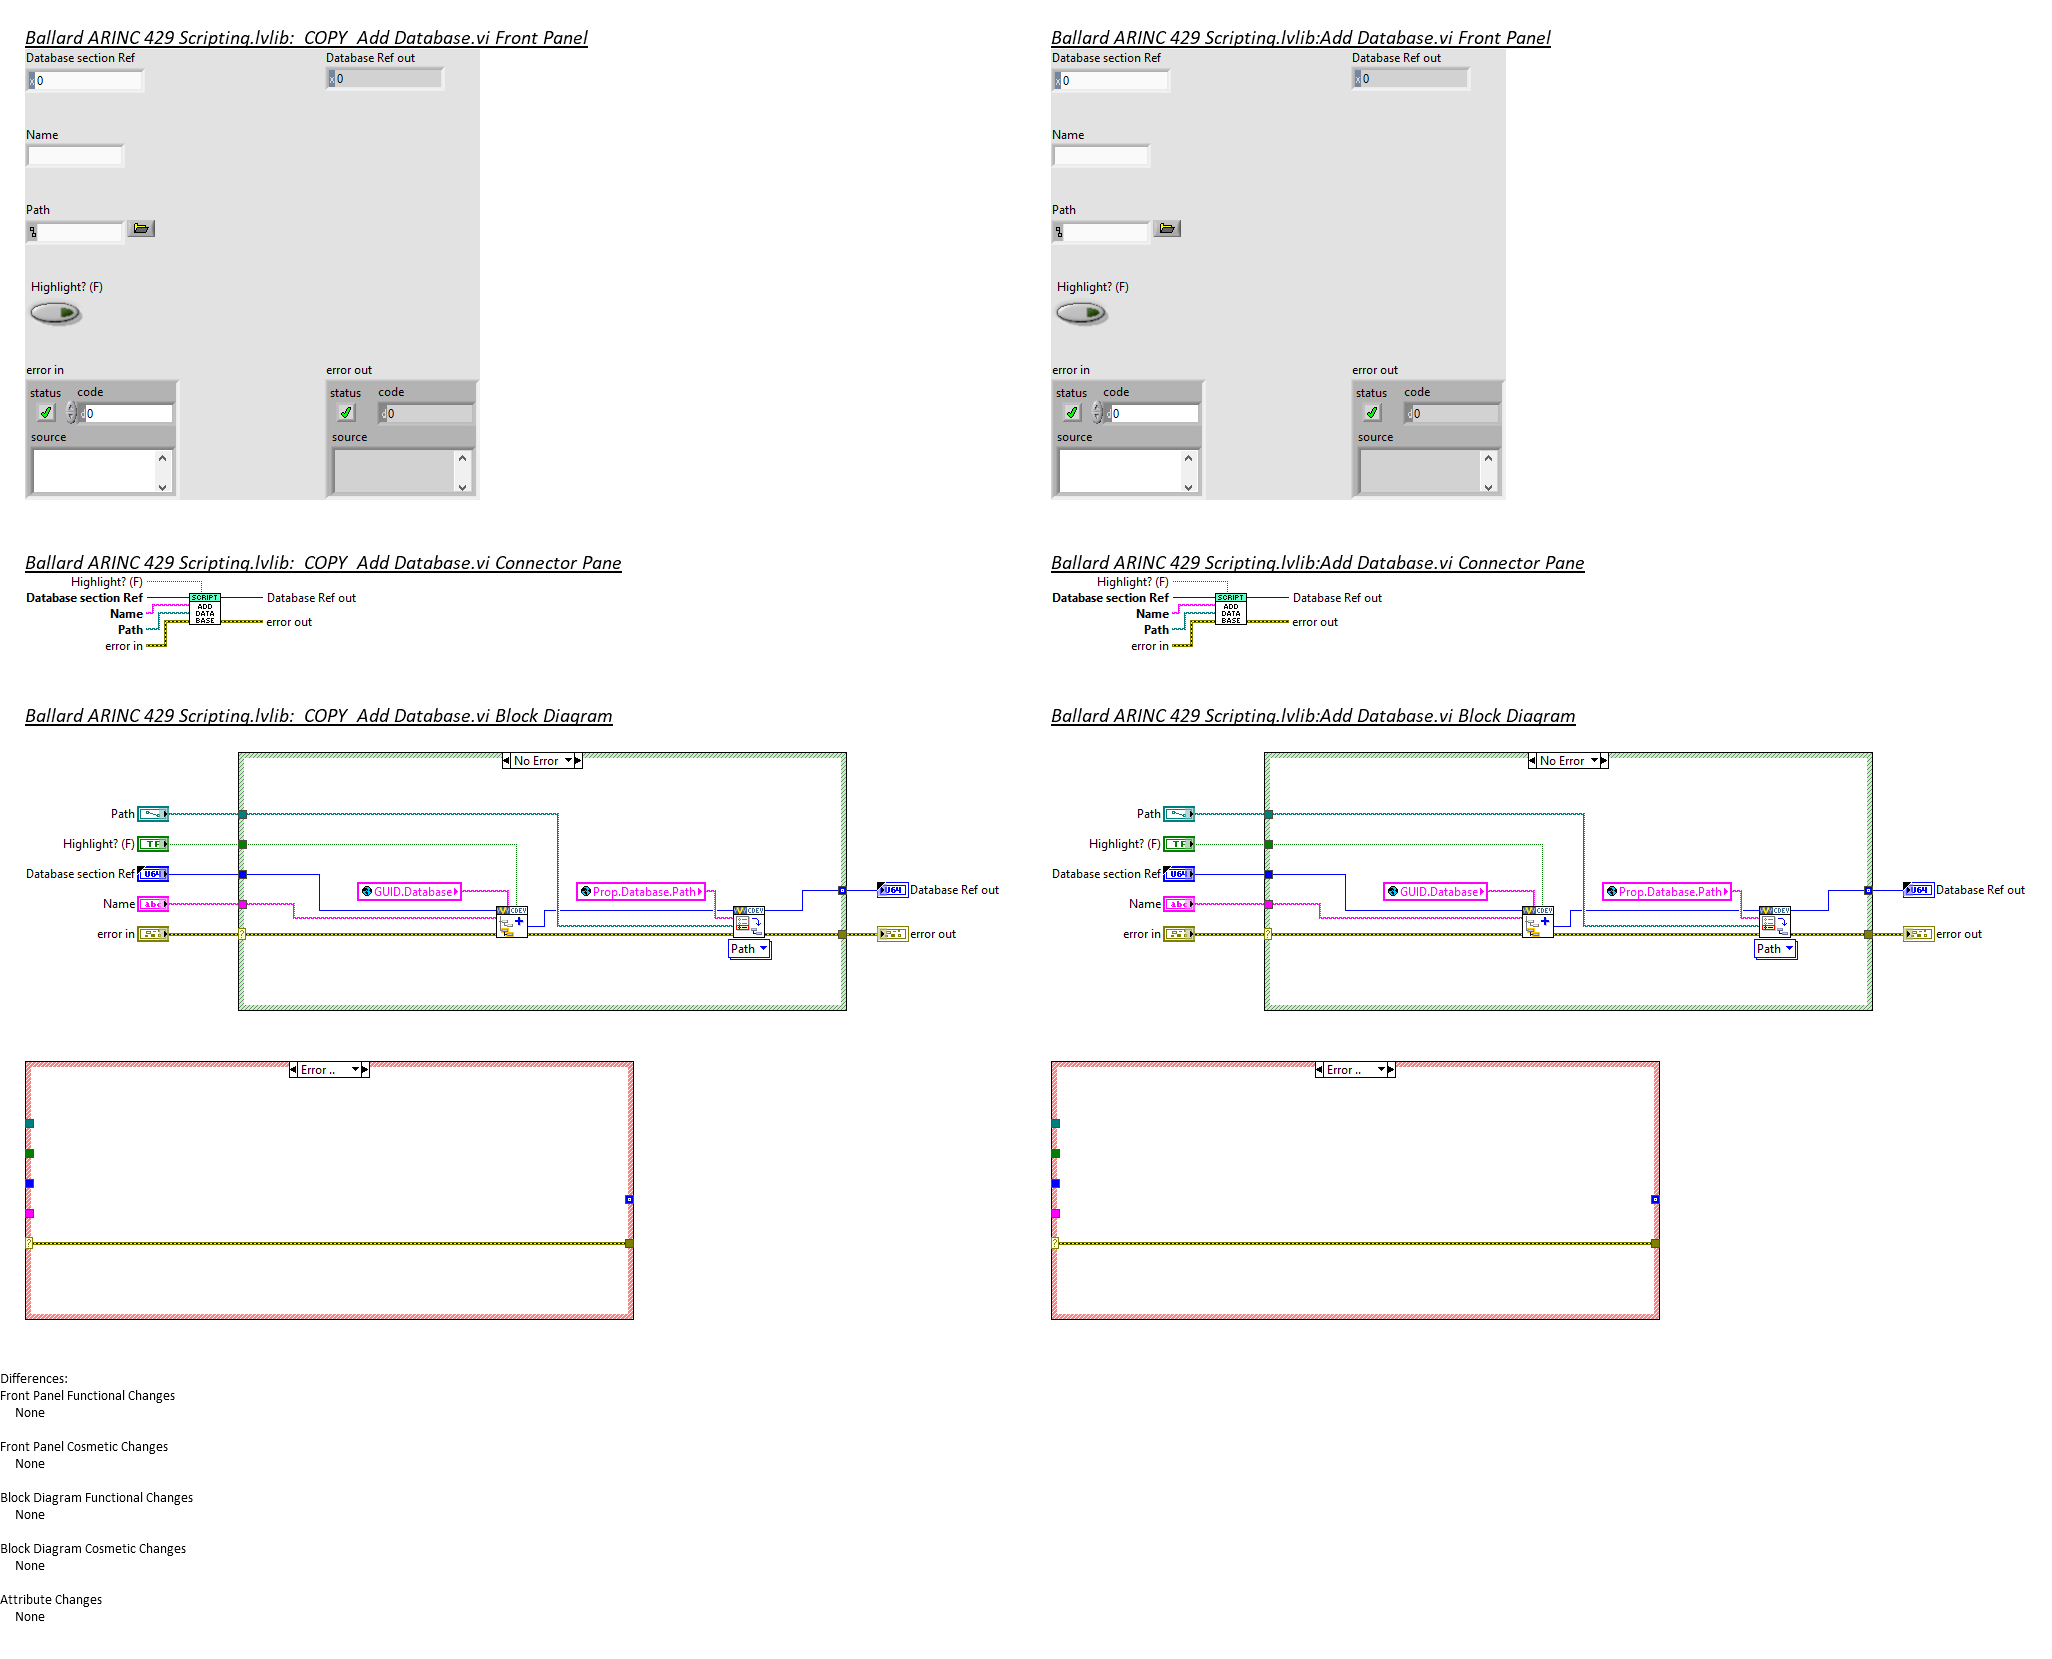 Ballard ARINC 429 Scripting.lvlib:  COPY  Add Database.vi Front Panel
Database section Ref
Database Ref out
x 0
x 0
Name
Path
Highlight? (F)
error in
error out
status
code
status
code
d 0
d 0
source
source
Ballard ARINC 429 Scripting.lvlib:Add Database.vi Front Panel
Database section Ref
Database Ref out
x 0
x 0
Name
Path
Highlight? (F)
error in
error out
status
code
status
code
d 0
d 0
source
source
Ballard ARINC 429 Scripting.lvlib:  COPY  Add Database.vi Connector Pane
Highlight? (F)
Database section Ref
SCRIPT
Database Ref out
Name
ADD
DATA
BASE
Path
error out
error in
Ballard ARINC 429 Scripting.lvlib:Add Database.vi Connector Pane
Highlight? (F)
Database section Ref
SCRIPT
Database Ref out
Name
ADD
DATA
BASE
Path
error out
error in
Ballard ARINC 429 Scripting.lvlib:  COPY  Add Database.vi Block Diagram
No Error
Path
Highlight? (F)
TF
Database section Ref
U64
GUID.Database
Prop.Database.Path
U64
Database Ref out
Name
abc
CDEV
CDEV
error in
?
error out
Path
Error ..
?
Ballard ARINC 429 Scripting.lvlib:Add Database.vi Block Diagram
No Error
Path
Highlight? (F)
TF
Database section Ref
U64
GUID.Database
Prop.Database.Path
U64
Database Ref out
Name
abc
CDEV
CDEV
error in
?
error out
Path
Error ..
?
Differences:
Front Panel Functional Changes
None
Front Panel Cosmetic Changes
None
Block Diagram Functional Changes
None
Block Diagram Cosmetic Changes
None
Attribute Changes
None